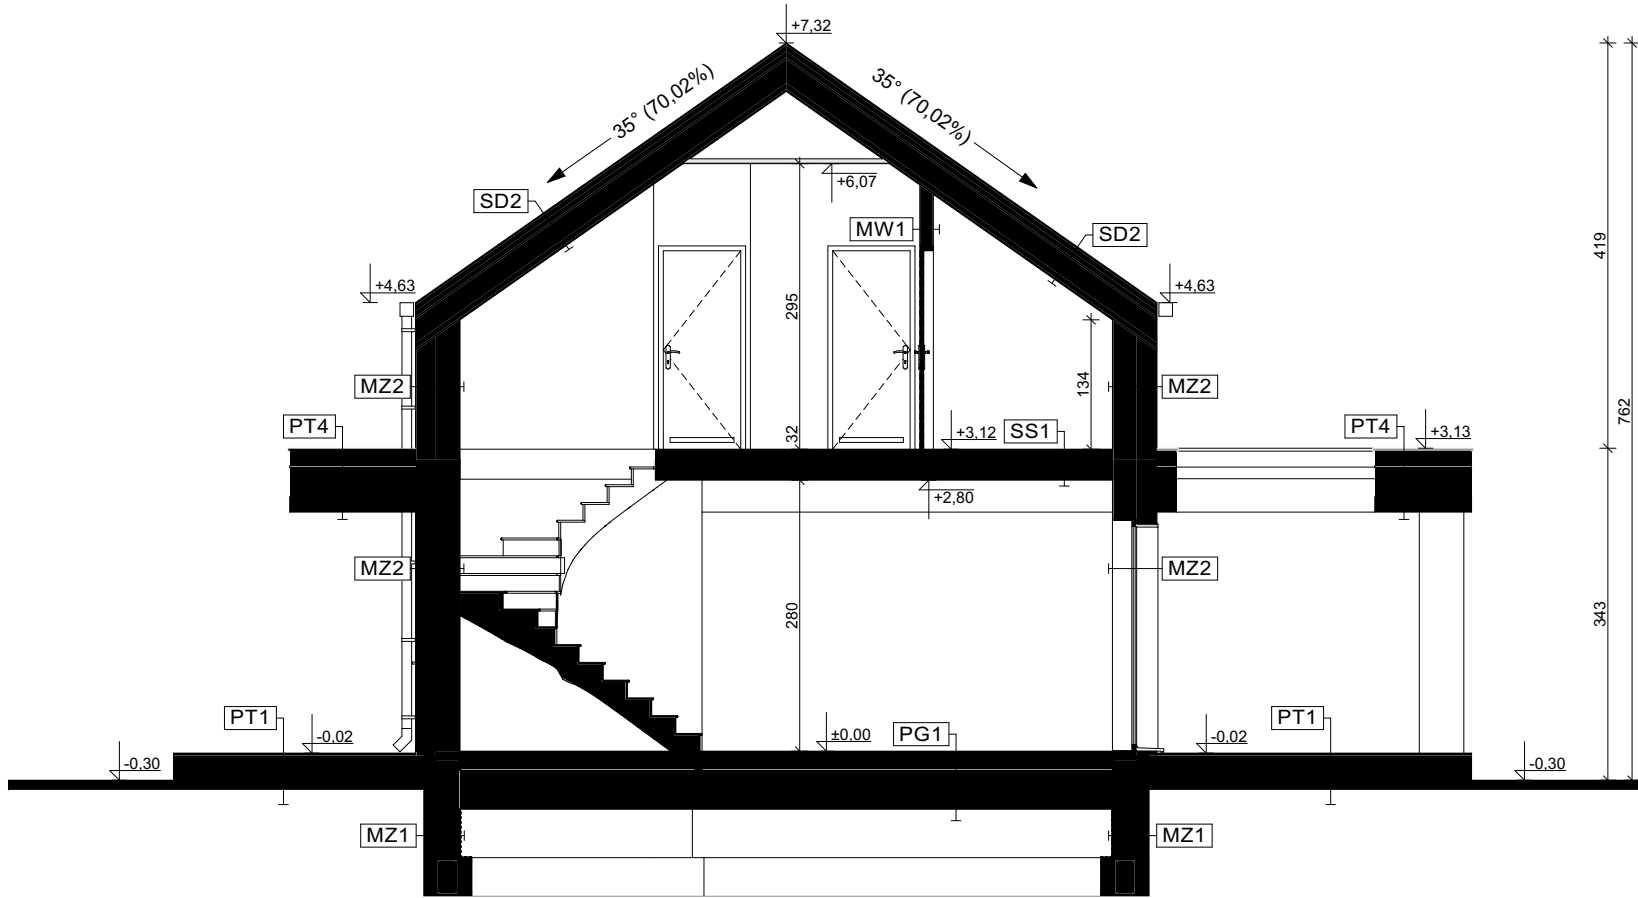 +7,32
35° (70,02%)
35° (70,02%)
+6,07
SD2
MW1
SD2
419
+4,63
+4,63
295
134
MZ2
MZ2
762
PT4
32
+3,12
SS1
PT4
+3,13
+2,80
MZ2
MZ2
280
343
PT1
-0,02
±0,00
PG1
-0,02
PT1
-0,30
-0,30
MZ1
MZ1